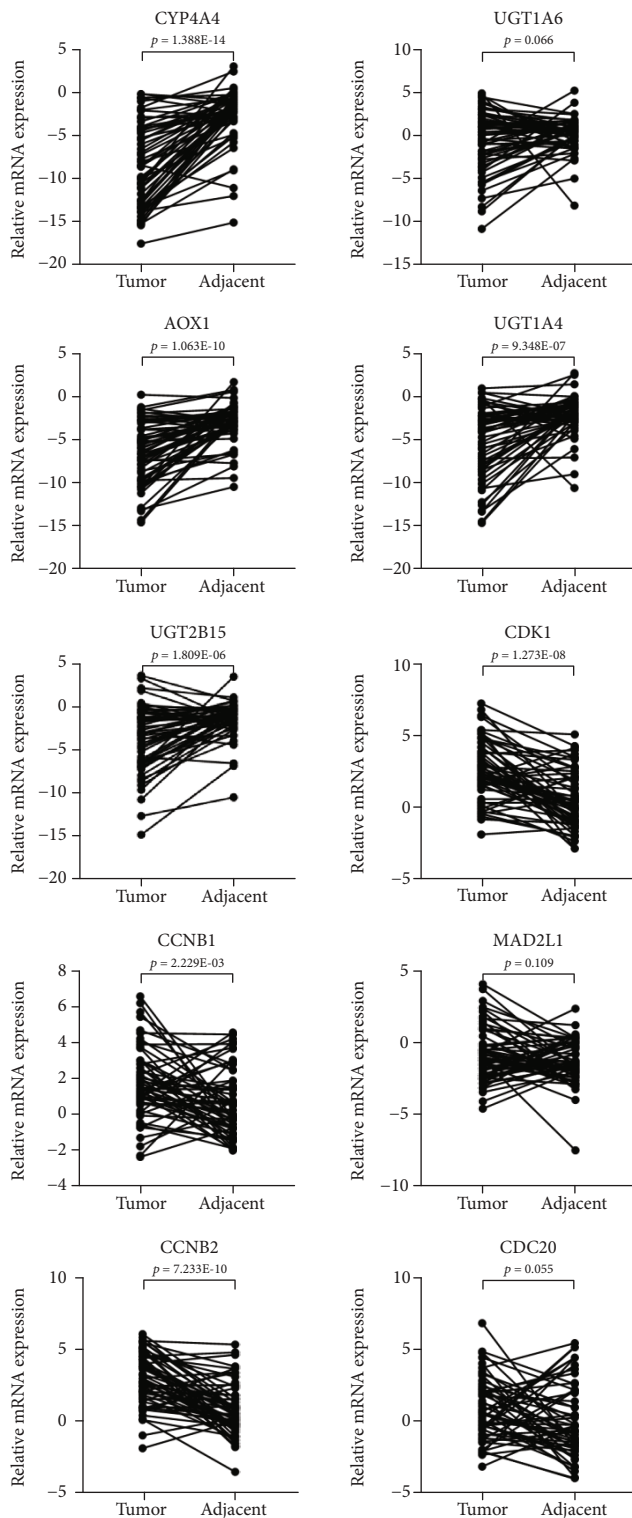 CYP4A4
p = 1.388E-14
Relative mRNA expression
5
0
−5
−10
−15
−20
Tumor
Adjacent
UGT1A6
p = 0.066
Relative mRNA expression
10
5
0
−5
−10
−15
Tumor
Adjacent
AOX1
p = 1.063E-10
Relative mRNA expression
5
0
−5
−10
−15
−20
Tumor
Adjacent
UGT1A4
p = 9.348E-07
Relative mRNA expression
5
0
−5
−10
−15
−20
Tumor
Adjacent
UGT2B15
p = 1.809E-06
Relative mRNA expression
5
0
−5
−10
−15
−20
Tumor
Adjacent
CDK1
p = 1.273E-08
Relative mRNA expression
10
5
0
−5
Tumor
Adjacent
CCNB1
p = 2.229E-03
Relative mRNA expression
8
6
4
2
0
−2
−4
Tumor
Adjacent
MAD2L1
p = 0.109
Relative mRNA expression
5
0
−5
−10
Tumor
Adjacent
CCNB2
p = 7.233E-10
Relative mRNA expression
10
5
0
−5
Tumor
Adjacent
CDC20
p = 0.055
Relative mRNA expression
10
5
0
−5
Tumor
Adjacent